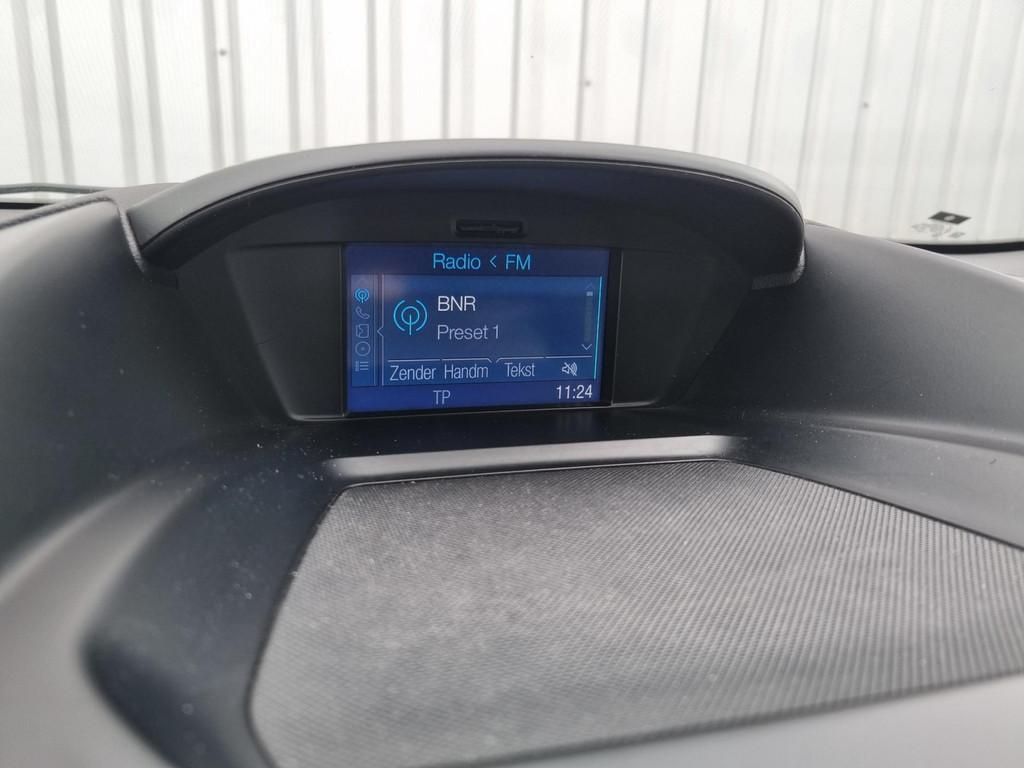 Radio < FM
BNR
Preset 1
Zender Handm Tekst
TP 11:24